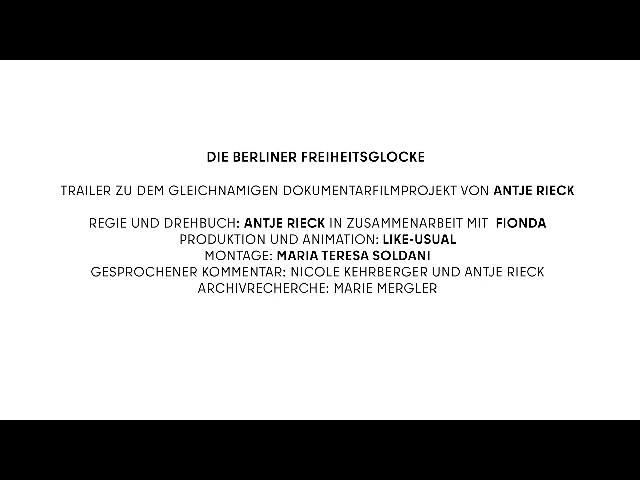 DIE BERLINER FREIHEITSGLOCKE
TRAILER ZU DEM GLEICHNAMIGEN DOKUMENTARFILMPROJEKT VON ANTJE RIECK
REGIE UND DREHBUCH: ANTJE RIECK IN ZUSAMMENARBEIT MIT FIONDA
PRODUKTION UND ANIMATION: LIKE-USUAL
MONTAGE: MARIA TERESA SOLDANI
GESPROCHENER KOMMENTAR: NICOLE KEHRBERGER UND ANTJE RIECK
ARCHIVRECHERCHE: MARIE MERGLER